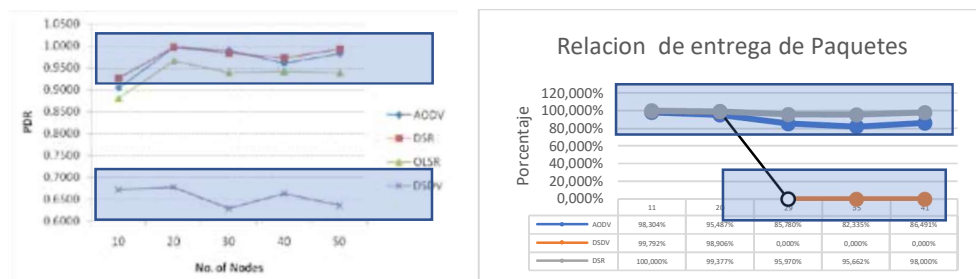 1.0500
1.0000
0.9500
0.9000
0.8500
0.8000
0.7500
0.7000
0.6500
0.6000
PDR
10 20 30 40 50
No. of Nodes
AODV
DSR
OLSR
DSDV
Relacion de entrega de Paquetes
Porcentaje
120,000%
100,000%
80,000%
60,000%
40,000%
20,000%
0,000%
11 20 29 35 41
AODV 98,304% 95,487% 85,780% 82,335% 86,491%
DSDV 99,792% 98,906% 0,000% 0,000% 0,000%
DSR 100,000% 99,377% 95,970% 95,662% 98,000%